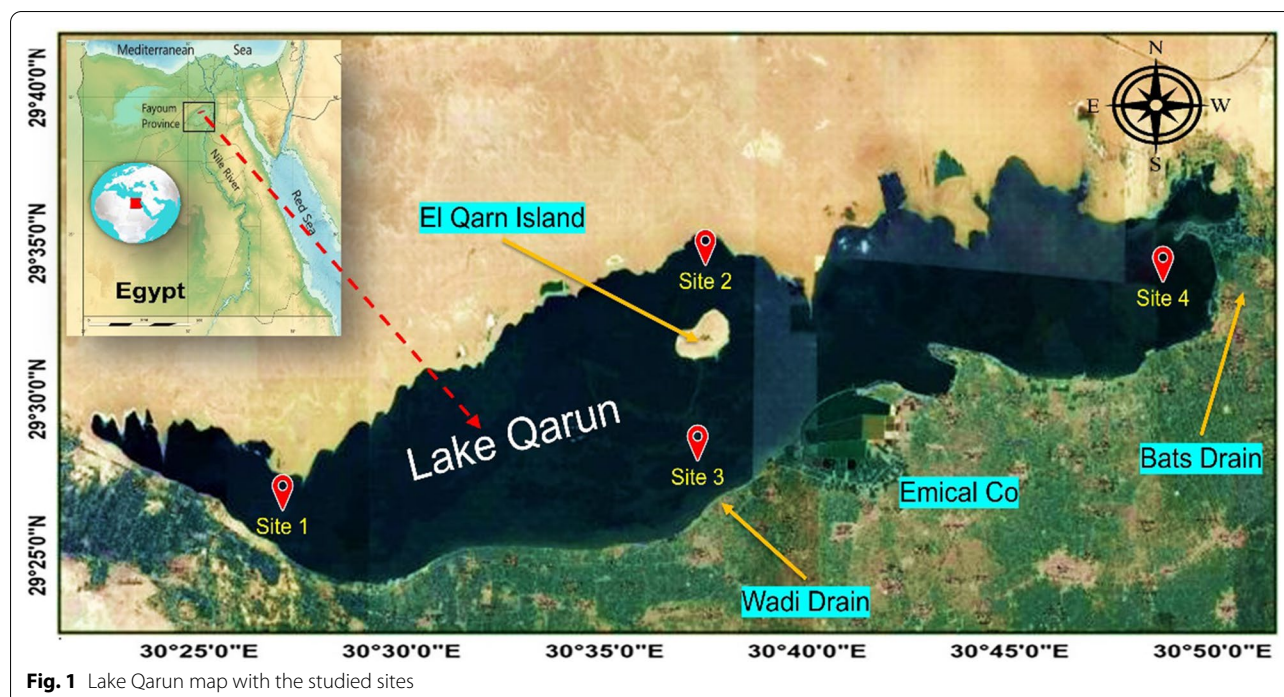 Mediterranean Sea
Fayoum
Province
Nile River
Red Sea
Egypt
N
E W
S
El Qarn Island
Site 2
Site 4
Lake Qarun
Site 3
Site 1
Emical Co
Bats Drain
Wadi Drain
29°40'0"N
29°35'0"N
29°30'0"N
29°25'0"N
30°25'0"E 30°30'0"E 30°35'0"E 30°40'0"E 30°45'0"E 30°50'0"E
Fig. 1 Lake Qarun map with the studied sites